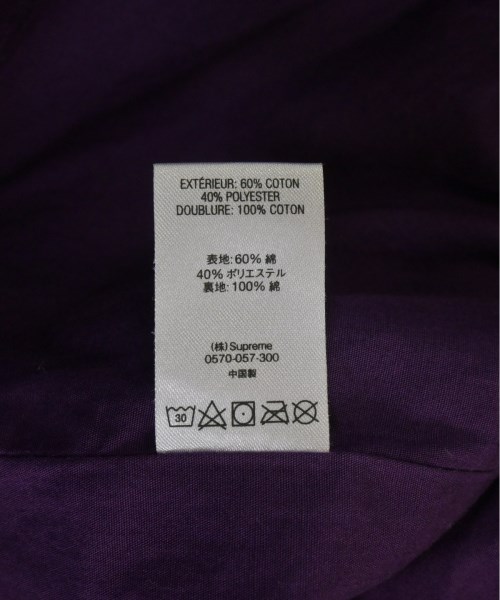 EXTÉRIEUR: 60% COTON
40% POLYESTER
DOUBLURE: 100% COTON
表地: 60% 綿
40% ポリエステル
裏地: 100% 綿
(株) Supreme
0570-057-300
中国製
30